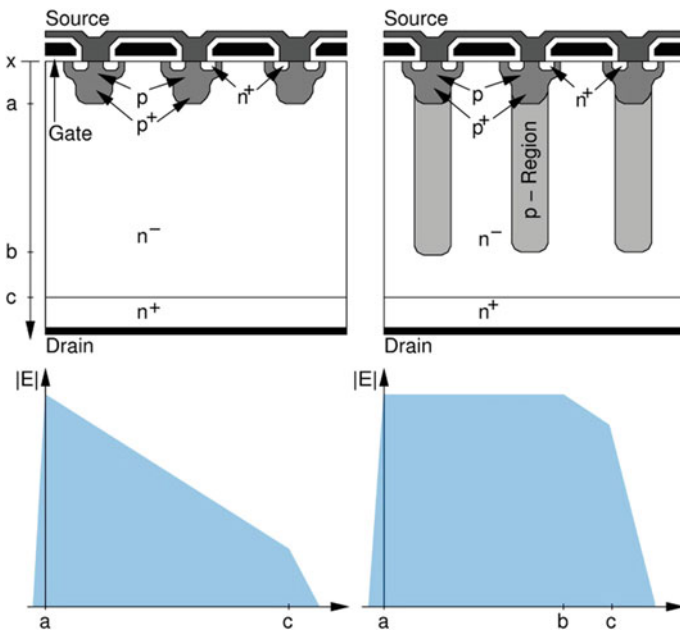 Source
Source
x
p
n+
p
n+
a
p+
p+
Gate
p – Region
n−
n−
b
c
n+
n+
Drain
Drain
|E|
|E|
a
c
a
b
c